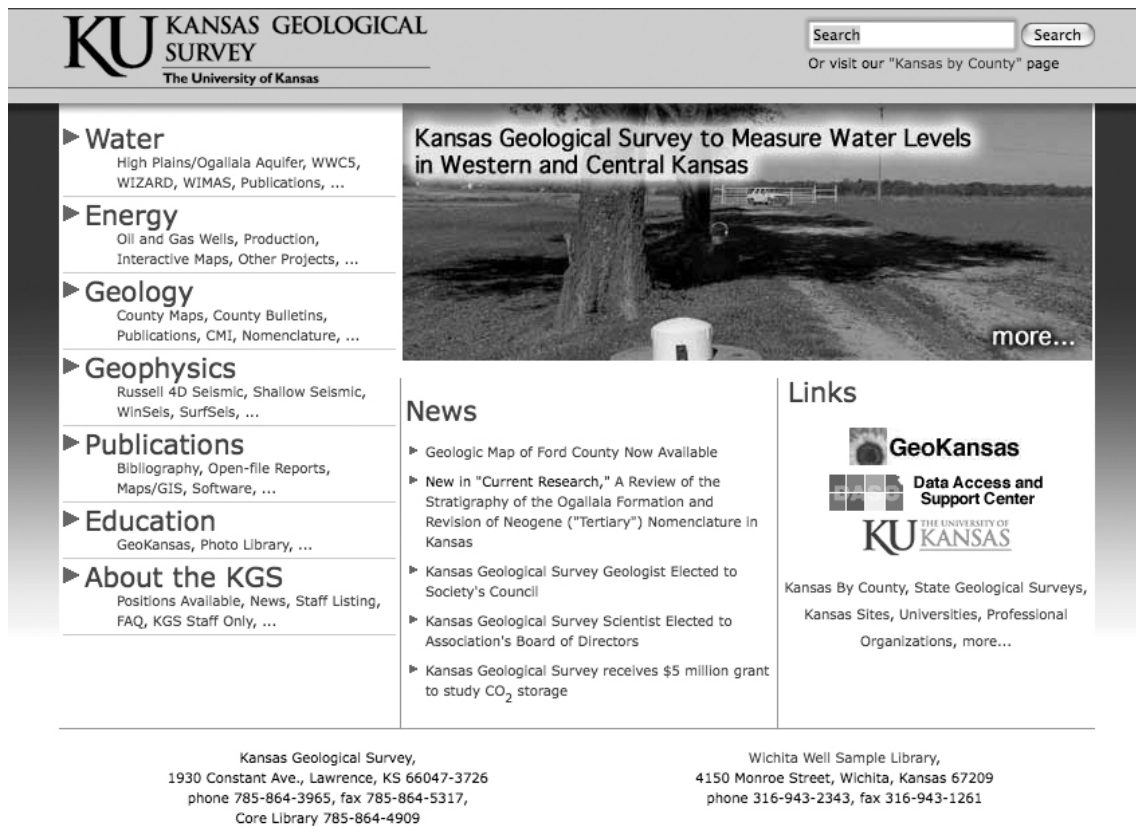 KU KANSAS GEOLOGICAL
SURVEY
The University of Kansas
Search
Search
Or visit our "Kansas by County" page
Water
High Plains/Ogallala Aquifer, WWC5,
WIZARD, WIMAS, Publications, ...
Energy
Oil and Gas Wells, Production,
Interactive Maps, Other Projects, ...
Geology
County Maps, County Bulletins,
Publications, CMI, Nomenclature, ...
Geophysics
Russell 4D Seismic, Shallow Seismic,
WinSeis, SurfSeis, ...
Publications
Bibliography, Open-file Reports,
Maps/GIS, Software, ...
Education
GeoKansas, Photo Library, ...
About the KGS
Positions Available, News, Staff Listing,
FAQ, KGS Staff Only, ...
Kansas Geological Survey to Measure Water Levels
in Western and Central Kansas
more...
News
Geologic Map of Ford County Now Available
New in "Current Research," A Review of the
Stratigraphy of the Ogallala Formation and
Revision of Neogene ("Tertiary") Nomenclature in
Kansas
Kansas Geological Survey Geologist Elected to
Society's Council
Kansas Geological Survey Scientist Elected to
Association's Board of Directors
Kansas Geological Survey receives $5 million grant
to study CO2 storage
Links
GeoKansas
DASC Data Access and
Support Center
KU THE UNIVERSITY OF
KANSAS
Kansas By County, State Geological Surveys,
Kansas Sites, Universities, Professional
Organizations, more...
Kansas Geological Survey,
1930 Constant Ave., Lawrence, KS 66047-3726
phone 785-864-3965, fax 785-864-5317,
Core Library 785-864-4909
Wichita Well Sample Library,
4150 Monroe Street, Wichita, Kansas 67209
phone 316-943-2343, fax 316-943-1261